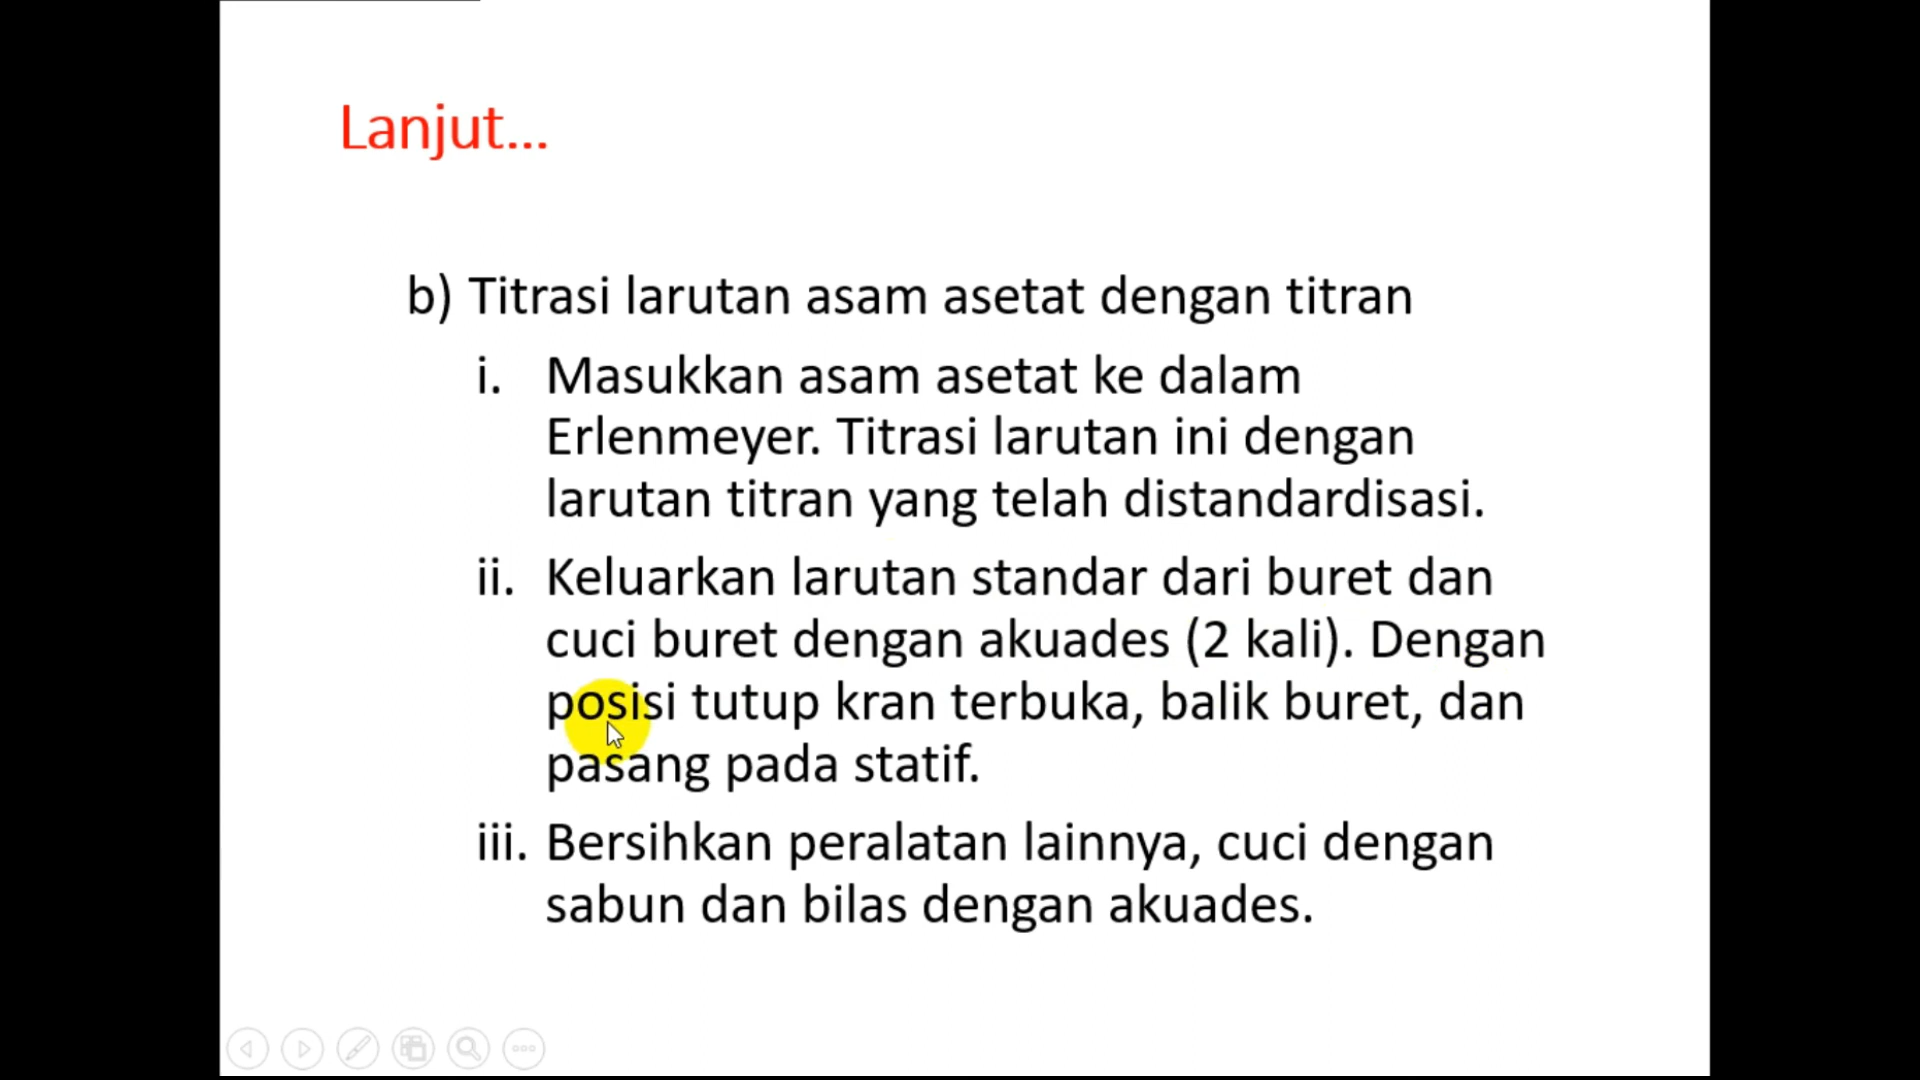 Lanjut...
b) Titrasi larutan asam asetat dengan titran
i. Masukkan asam asetat ke dalam
Erlenmeyer. Titrasi larutan ini dengan
larutan titran yang telah distandardisasi.
ii. Keluarkan larutan standar dari buret dan
cuci buret dengan akuades (2 kali). Dengan
posisi tutup kran terbuka, balik buret, dan
pasang pada statif.
iii. Bersihkan peralatan lainnya, cuci dengan
sabun dan bilas dengan akuades.